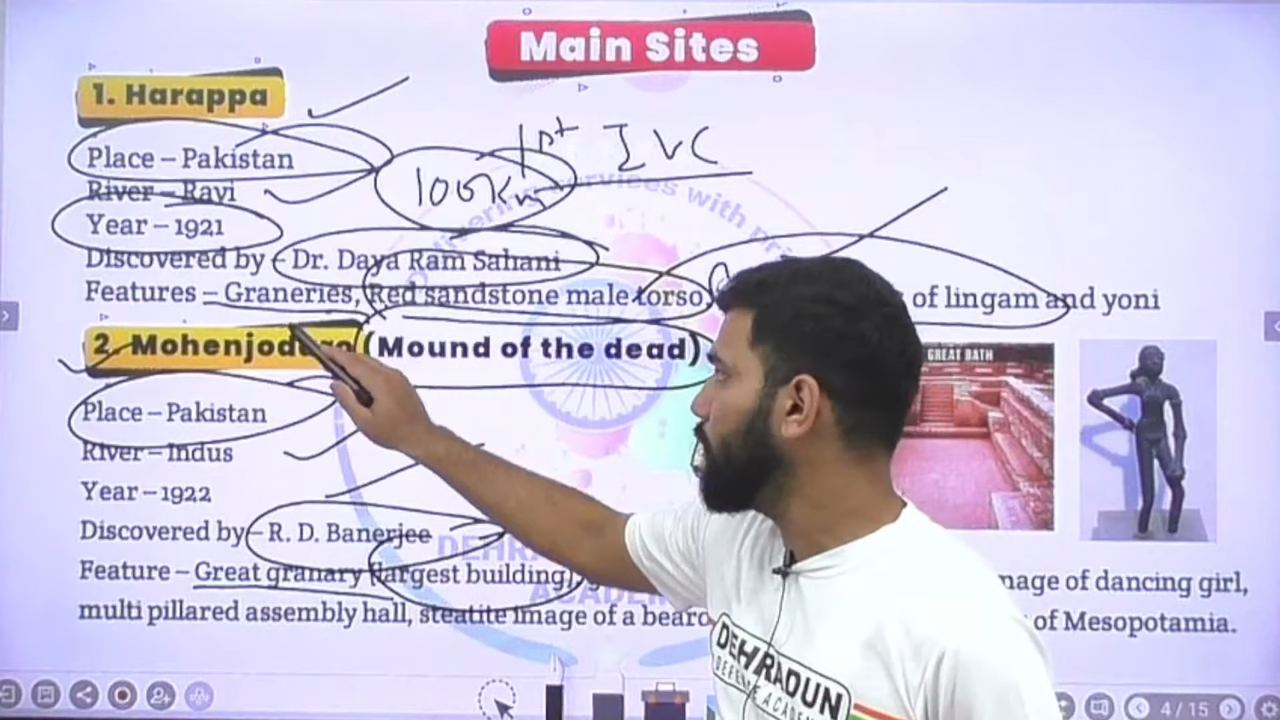 Main Sites
1. Harappa
Place – Pakistan
1st IVC
100Km
River – Ravi
Year – 1921
Discovered by – Dr. Daya Ram Sahani
Features – Graneries, Red sandstone male torso of lingam and yoni
2. Mohenjodaro (Mound of the dead)
GREAT BATH
Place – Pakistan
River – Indus
Year – 1922
Discovered by – R. D. Banerjee
Feature – Great granary (largest building), image of dancing girl,
multi pillared assembly hall, steatite image of a of Mesopotamia.
DEHRADUN
DEFENCE ACADEMY
4 / 15